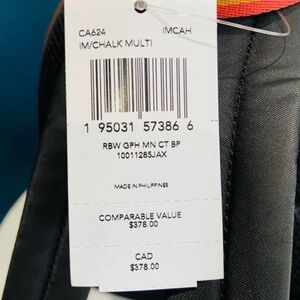 CA624 IMCAH
IM/CHALK MULTI
1 95031 57386 6
RBW GPH MN CT BP
10011285JAX
MADE IN PHILIPPINES
COMPARABLE VALUE
$378.00
CAD
$378.00